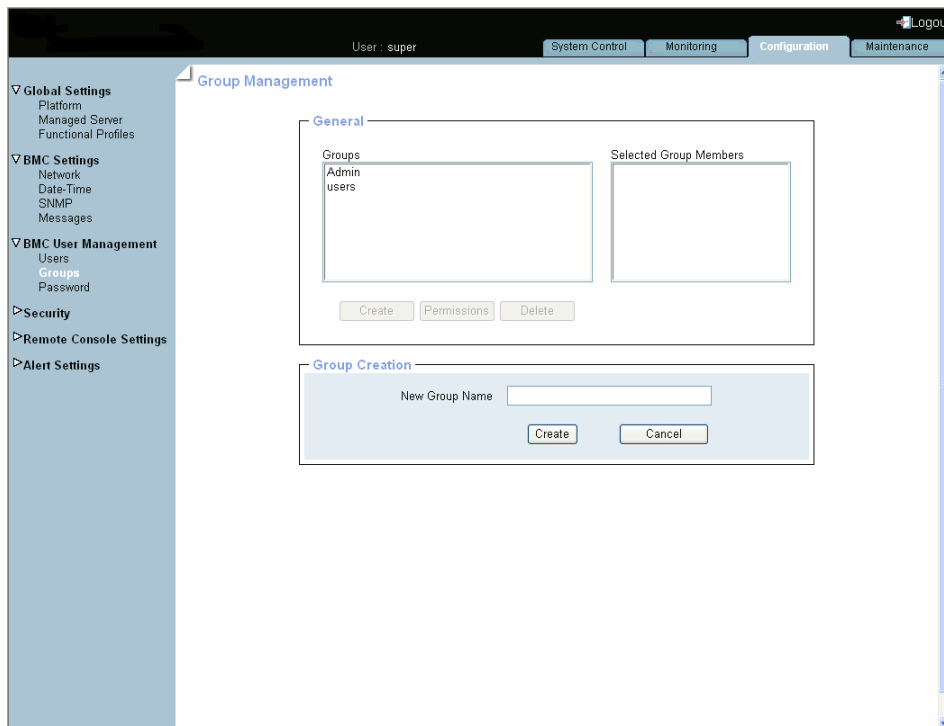 Logou
User : super
System Control
Monitoring
Configuration
Maintenance
Global Settings
Platform
Managed Server
Functional Profiles
BMC Settings
Network
Date-Time
SNMP
Messages
BMC User Management
Users
Groups
Password
Security
Remote Console Settings
Alert Settings
Group Management
General
Groups
Selected Group Members
Admin
users
Create
Permissions
Delete
Group Creation
New Group Name
Create
Cancel